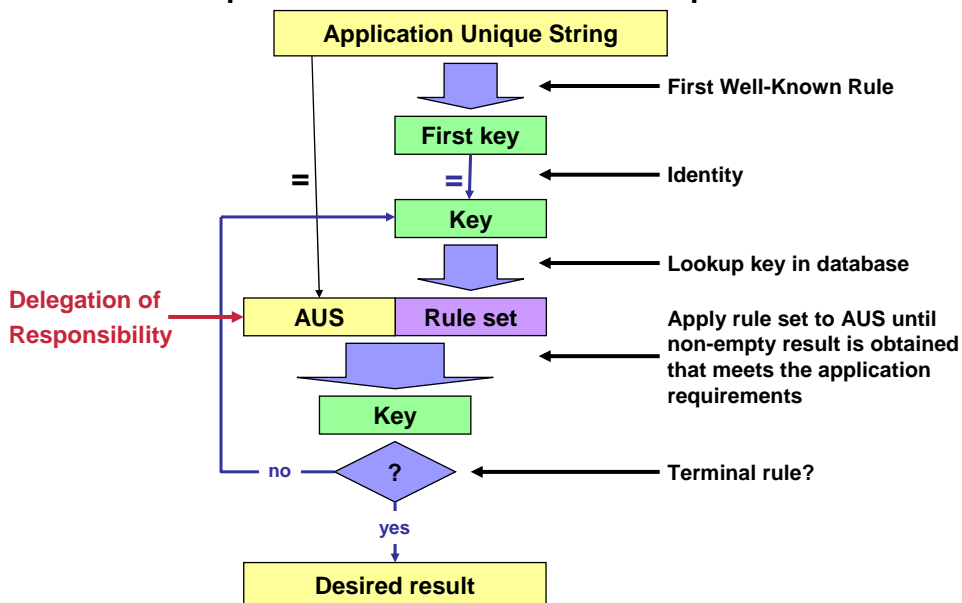 Application Unique String
First Well-Known Rule
First key
=
=
Identity
Key
Lookup key in database
Delegation of
Responsibility
AUS
Rule set
Apply rule set to AUS until
non-empty result is obtained
that meets the application
requirements
Key
no
?
Terminal rule?
yes
Desired result